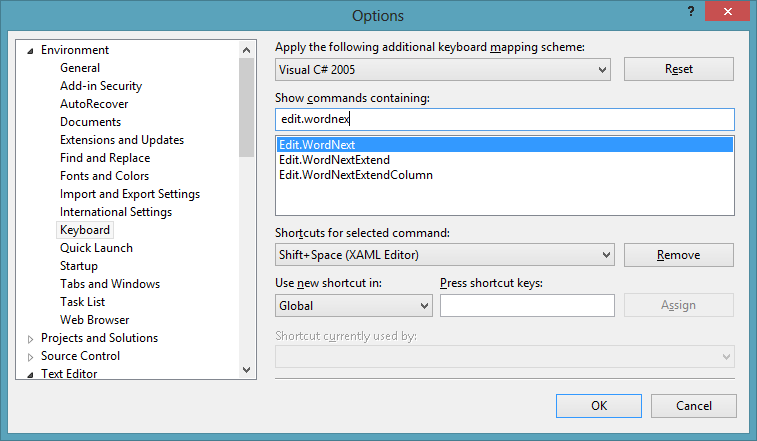 Options
?
Environment
General
Add-in Security
AutoRecover
Documents
Extensions and Updates
Find and Replace
Fonts and Colors
Import and Export Settings
International Settings
Keyboard
Quick Launch
Startup
Tabs and Windows
Task List
Web Browser
Projects and Solutions
Source Control
Text Editor
Apply the following additional keyboard mapping scheme:
Visual C# 2005
Reset
Show commands containing:
edit.wordnex
Edit.WordNext
Edit.WordNextExtend
Edit.WordNextExtendColumn
Shortcuts for selected command:
Shift+Space (XAML Editor)
Remove
Use new shortcut in:
Press shortcut keys:
Global
Assign
Shortcut currently used by:
OK
Cancel